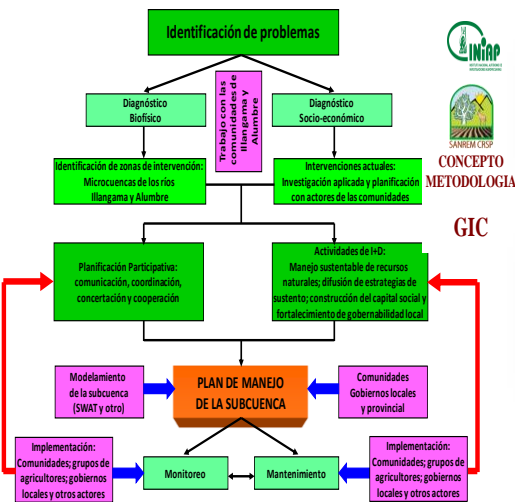 Identificación de problemas
INIAP
INSTITUTO NACIONAL AUTÓNOMO DE
INVESTIGACIONES AGROPECUARIAS
Diagnóstico
Biofísico
Trabajo con las
comunidades de
Illangama y
Alumbre
Diagnóstico
Socio-económico
SANREM CRSP
CONCEPTO
METODOLOGIA
GIC
Identificación de zonas de intervención:
Microcuencas de los ríos
Illangama y Alumbre
Intervenciones actuales:
Investigación aplicada y planificación
con actores de las comunidades
Planificación Participativa:
comunicación, coordinación,
concertación y cooperación
Actividades de I+D:
Manejo sustentable de recursos
naturales; difusión de estrategias de
sustento; construcción del capital social y
fortalecimiento de gobernabilidad local
Modelamiento
de la subcuenca
(SWAT y otro)
PLAN DE MANEJO
DE LA SUBCUENCA
Comunidades
Gobiernos locales
y provincial
Implementación:
Comunidades; grupos de
agricultores; gobiernos
locales y otros actores
Monitoreo
Mantenimiento
Implementación:
Comunidades; grupos de
agricultores; gobiernos
locales y otros actores